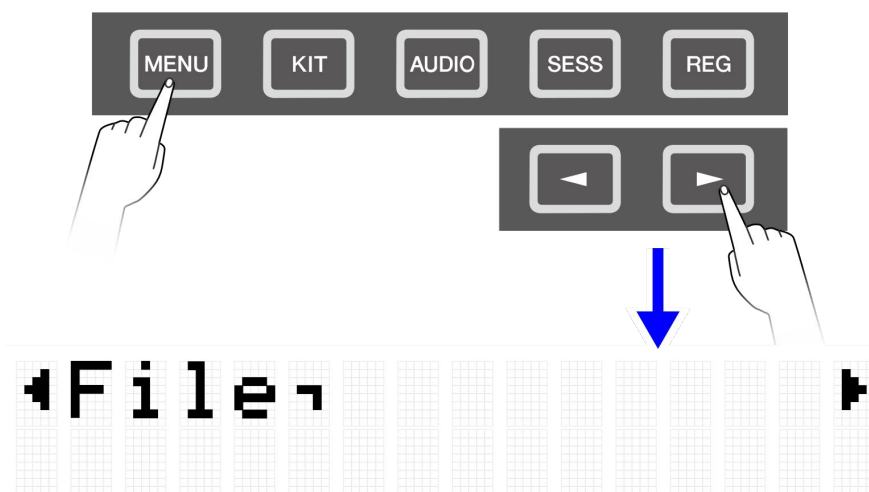 MENU KIT AUDIO SESS REG
◄ ►
◄File¬ ►